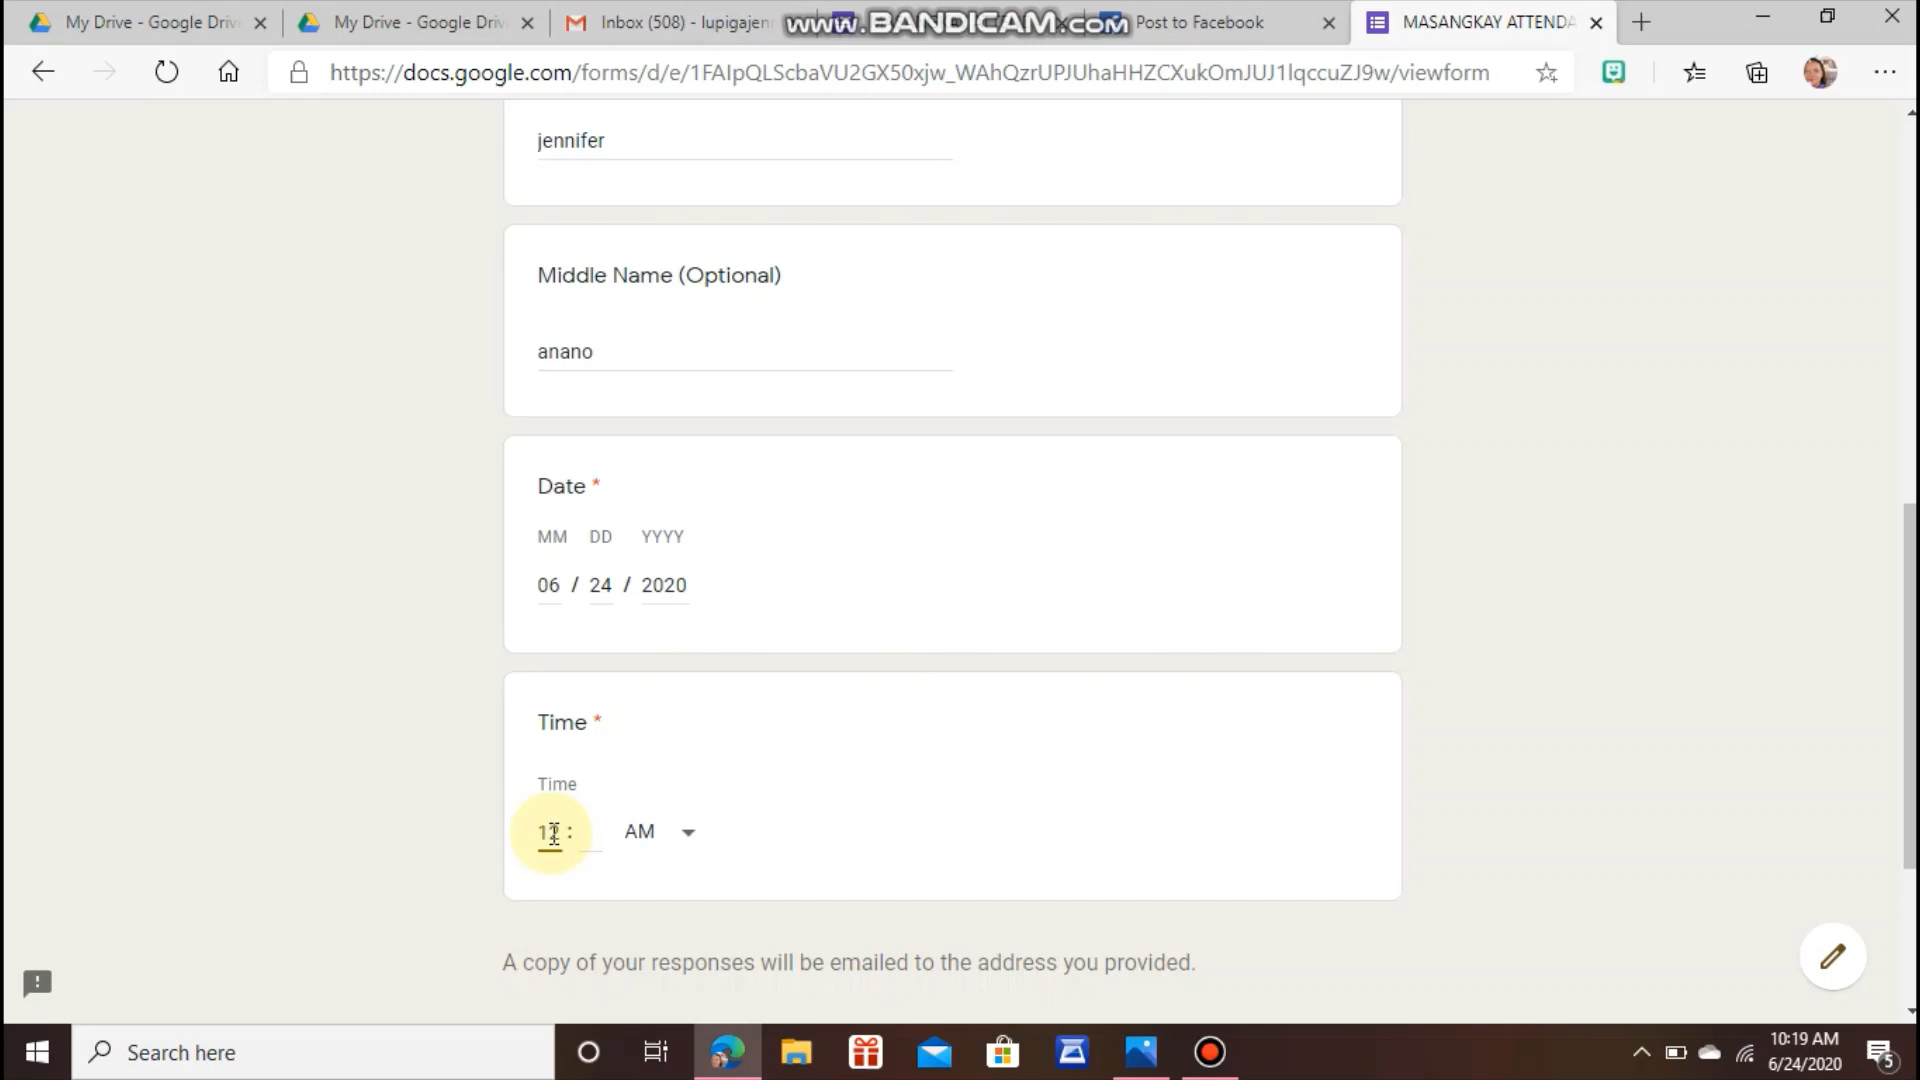 My Drive - Google Driv
My Drive - Google Driv
Inbox (508) - lupigajen
www.BANDICAM.com
Post to Facebook
MASANGKAY ATTENDA
https://docs.google.com/forms/d/e/1FAIpQLScbaVU2GX50xjw_WAhQzrUPJUhaHHZCXukOmJUJ1lqccuZJ9w/viewform
jennifer
Middle Name (Optional)
anano
Date *
MM DD YYYY
06 / 24 / 2020
Time *
Time
: AM
A copy of your responses will be emailed to the address you provided.
Search here
10:19 AM
6/24/2020
5